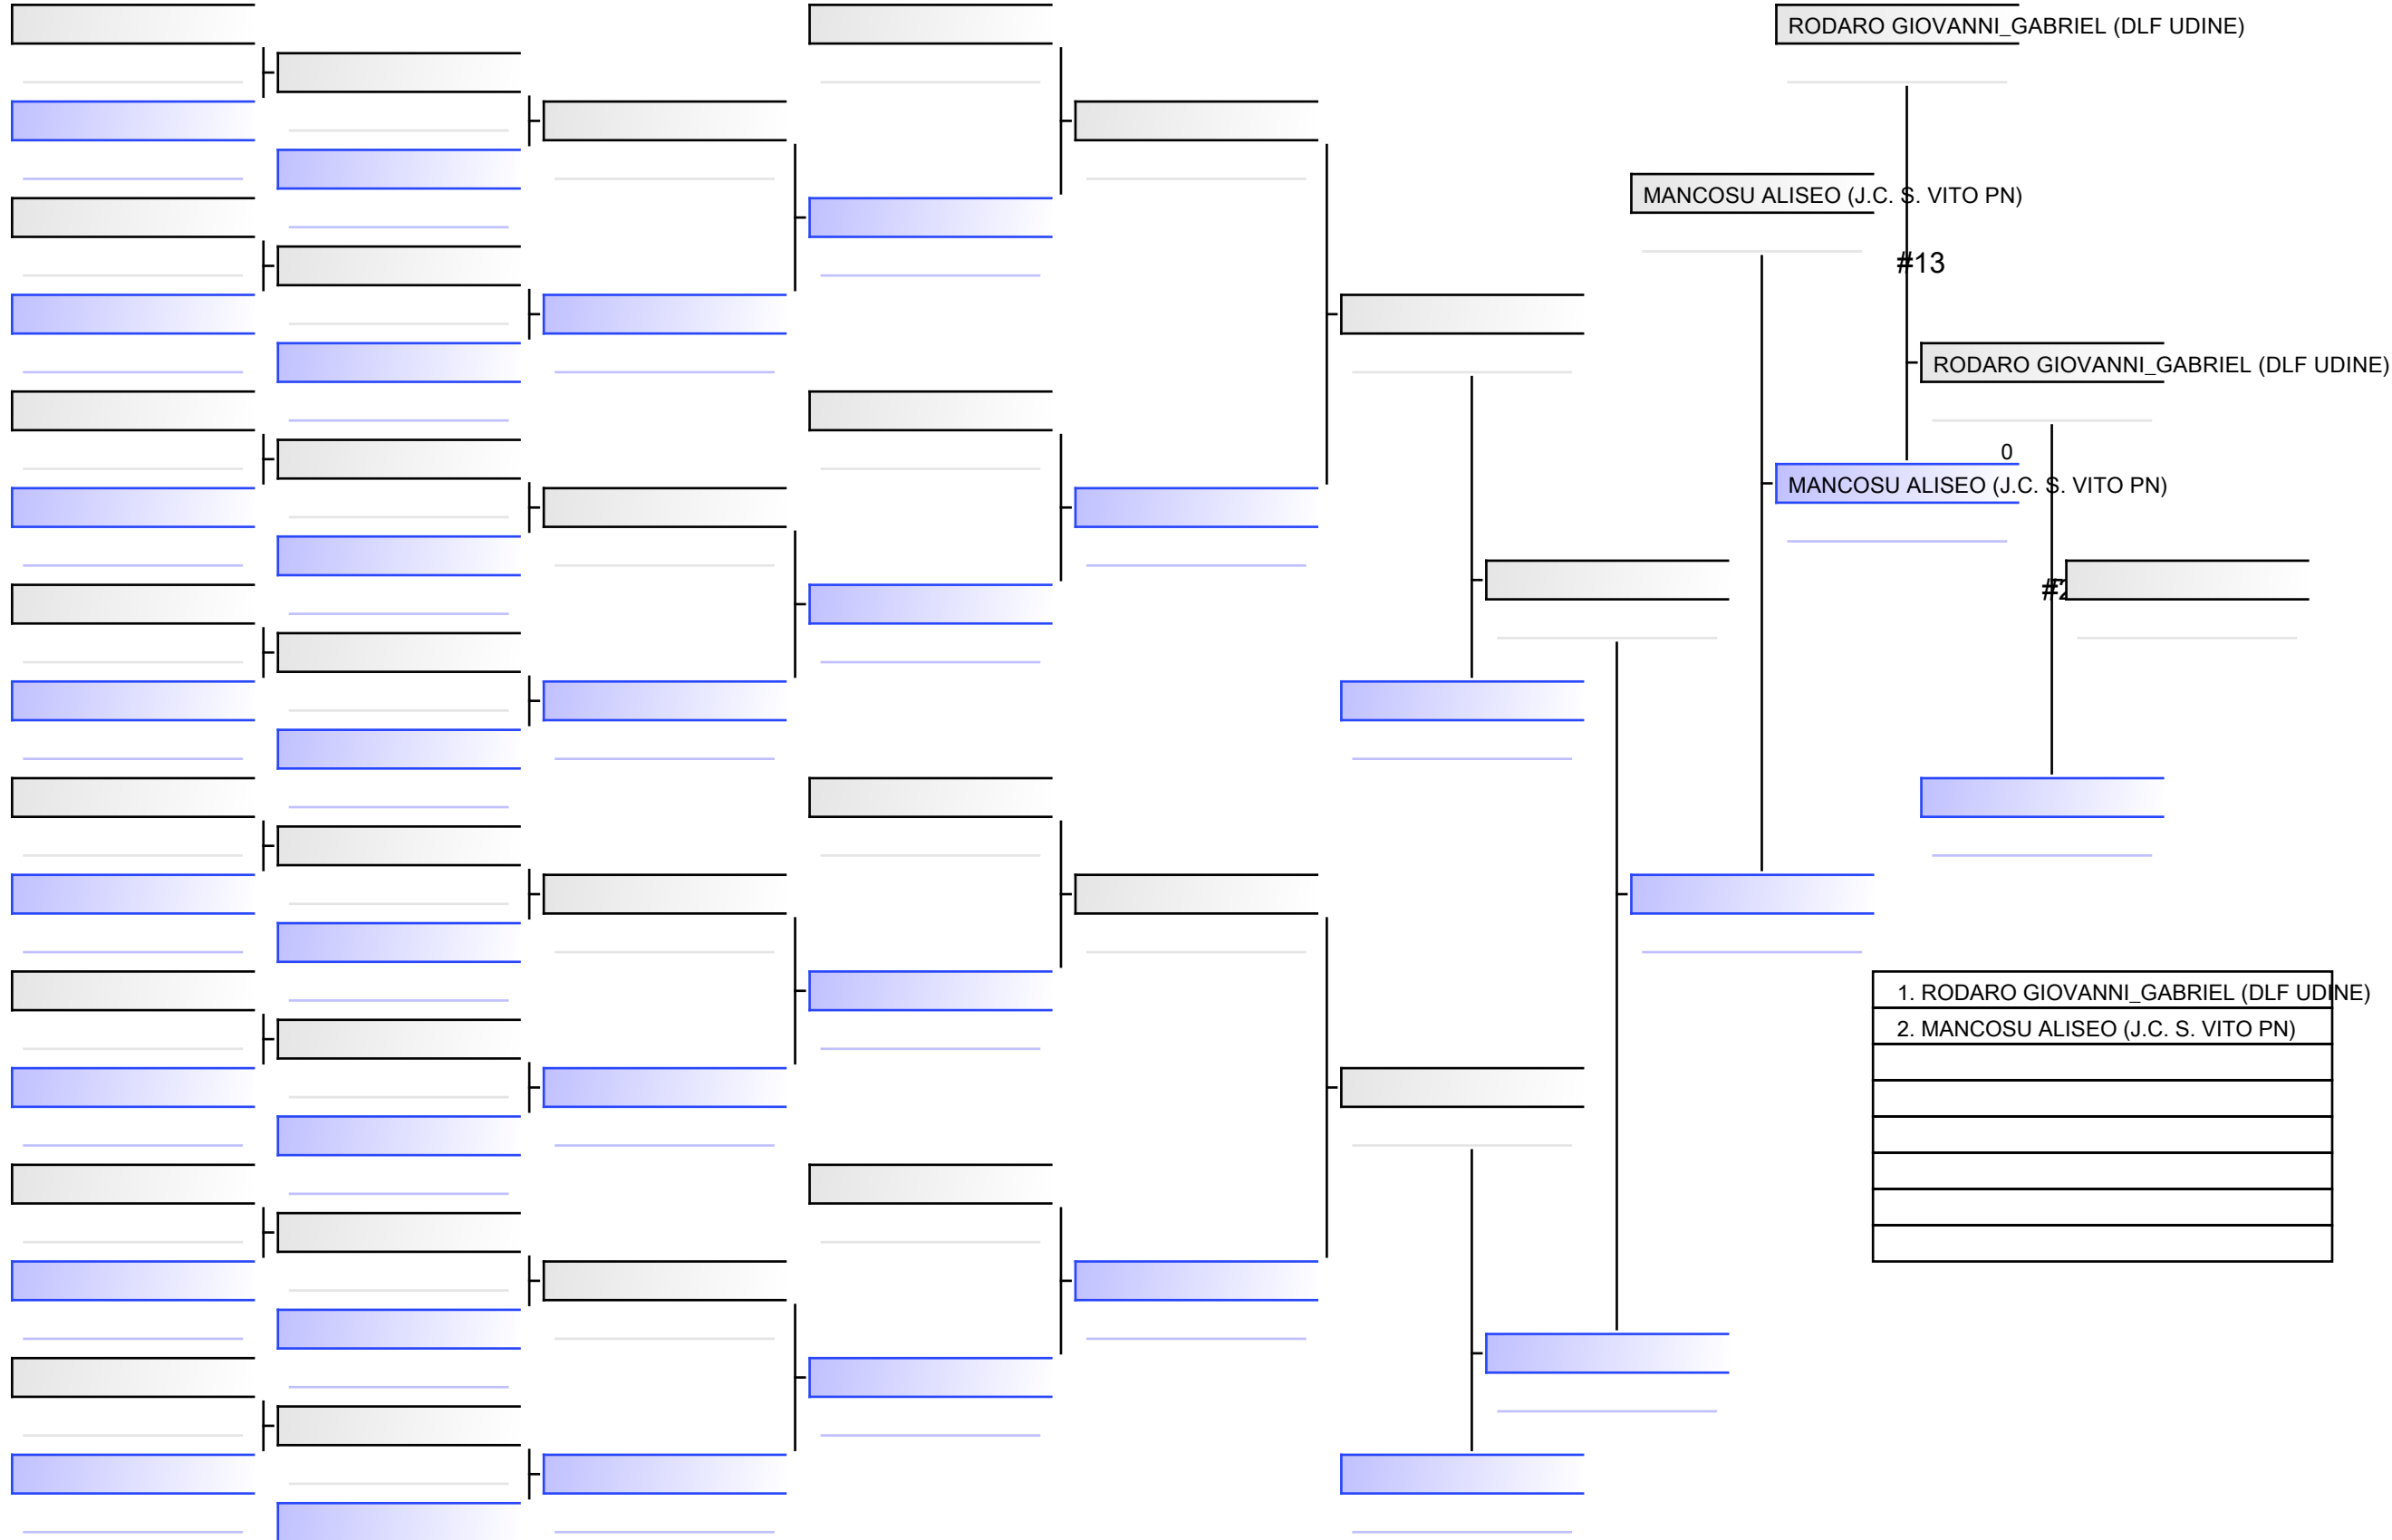 RODARO GIOVANNI_GABRIEL (DLF UDINE)
MANCOSU ALISEO (J.C. S. VITO PN)
#13
RODARO GIOVANNI_GABRIEL (DLF UDINE)
0
MANCOSU ALISEO (J.C. S. VITO PN)
1. RODARO GIOVANNI_GABRIEL (DLF UDINE)
2. MANCOSU ALISEO (J.C. S. VITO PN)